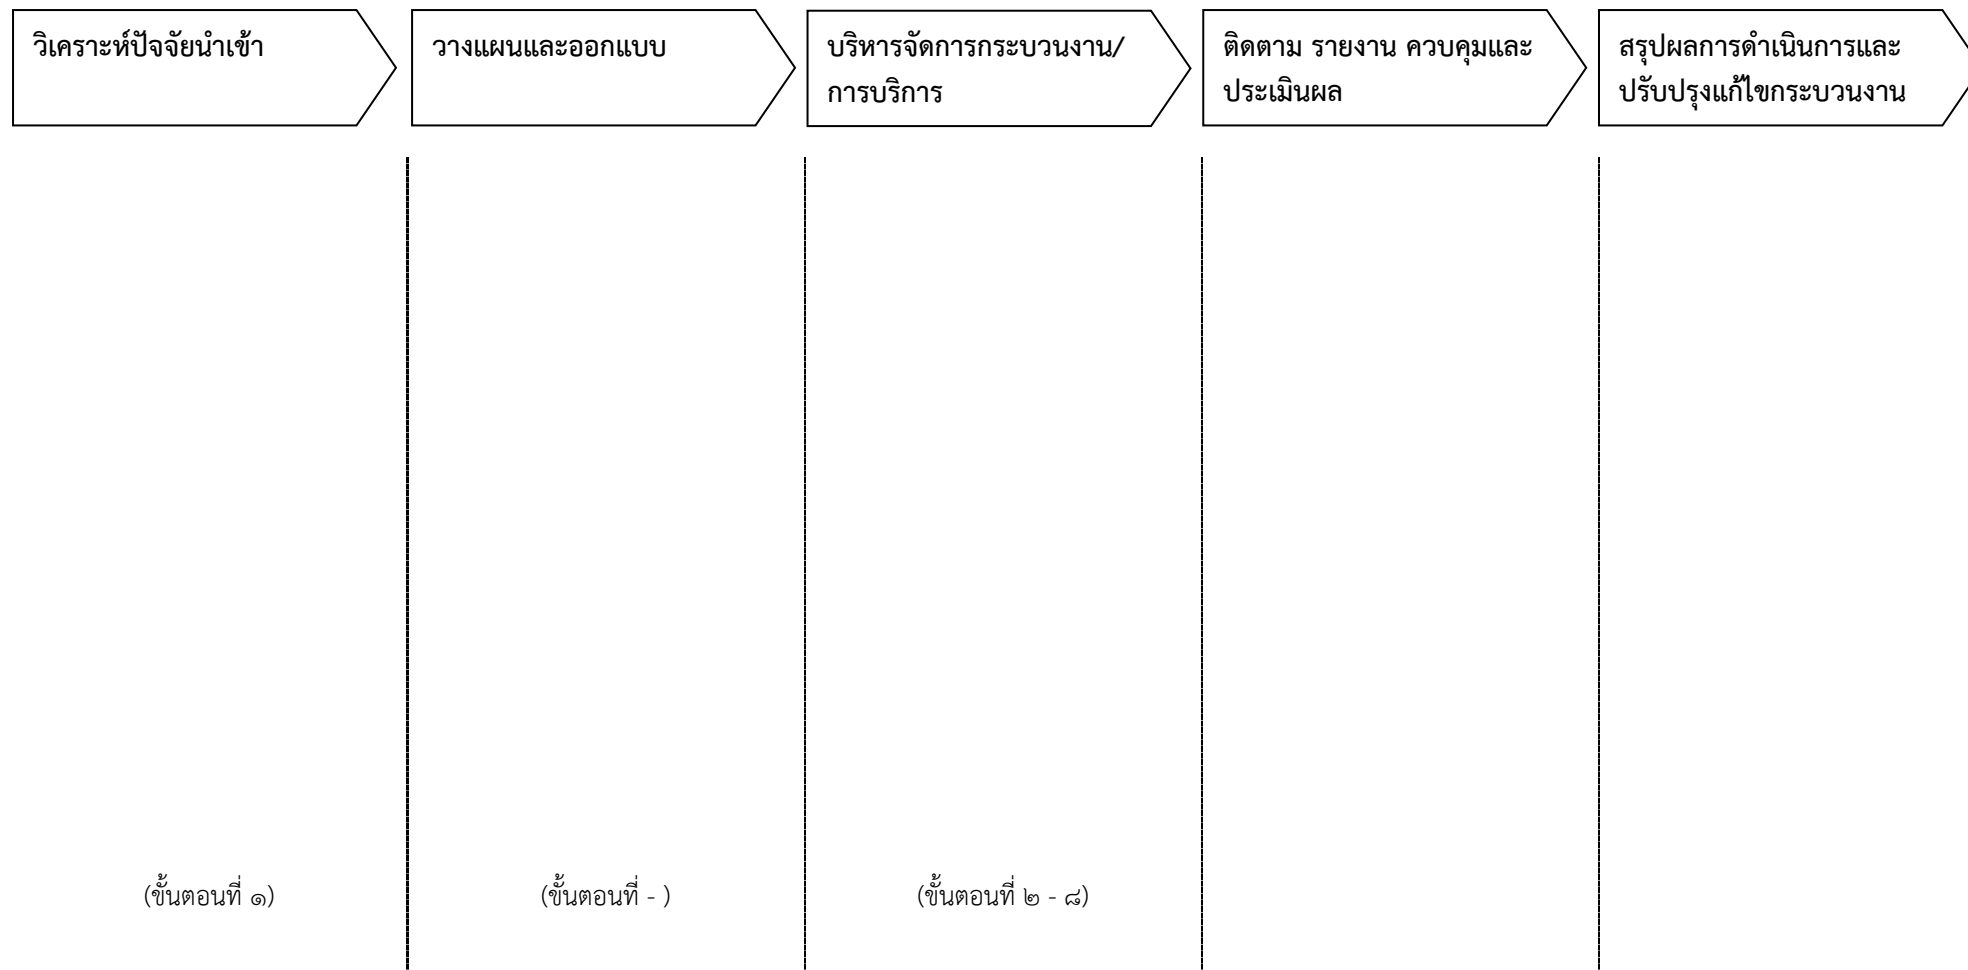 วิเคราะห์ปัจจัยนำเข้า
วางแผนและออกแบบ
บริหารจัดการกระบวนงาน/
การบริการ
ติดตาม รายงาน ควบคุมและ
ประเมินผล
สรุปผลการดำเนินการและ
ปรับปรุงแก้ไขกระบวนงาน
(ขั้นตอนที่ ๑)
(ขั้นตอนที่ - )
(ขั้นตอนที่ ๒ - ๘)